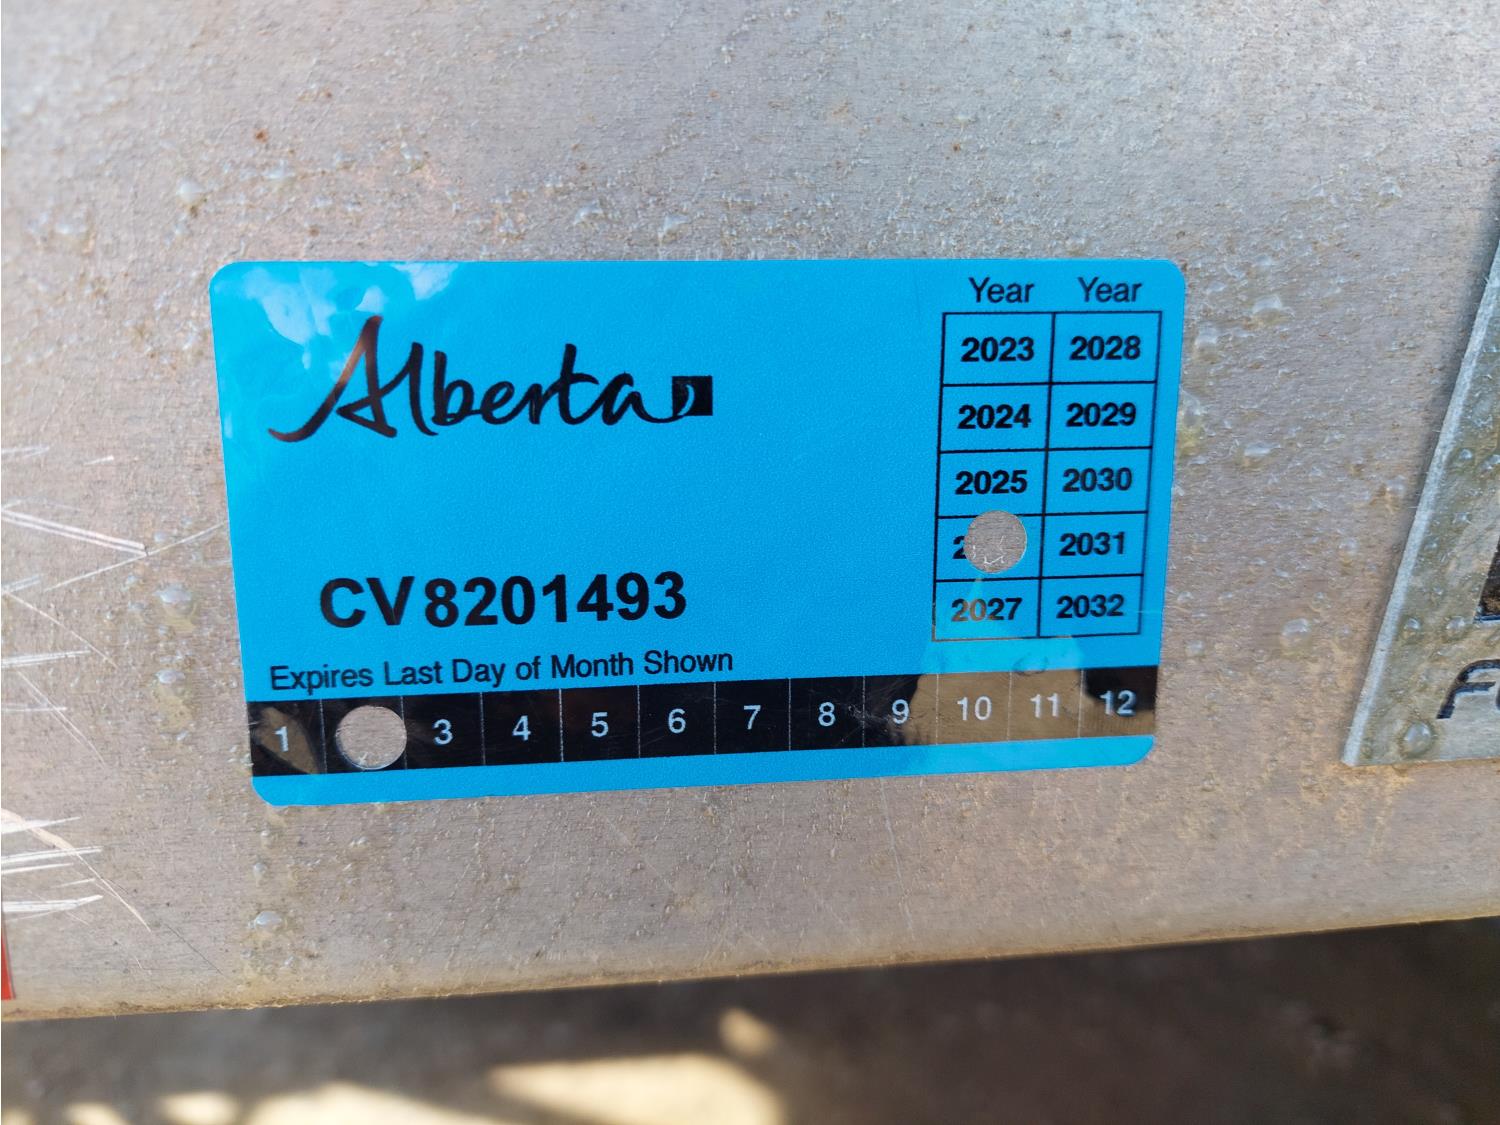 Alberta
Year Year
2023 2028
2024 2029
2025 2030
2031
2027 2032
CV8201493
Expires Last Day of Month Shown
1 3 4 5 6 7 8 9 10 11 12